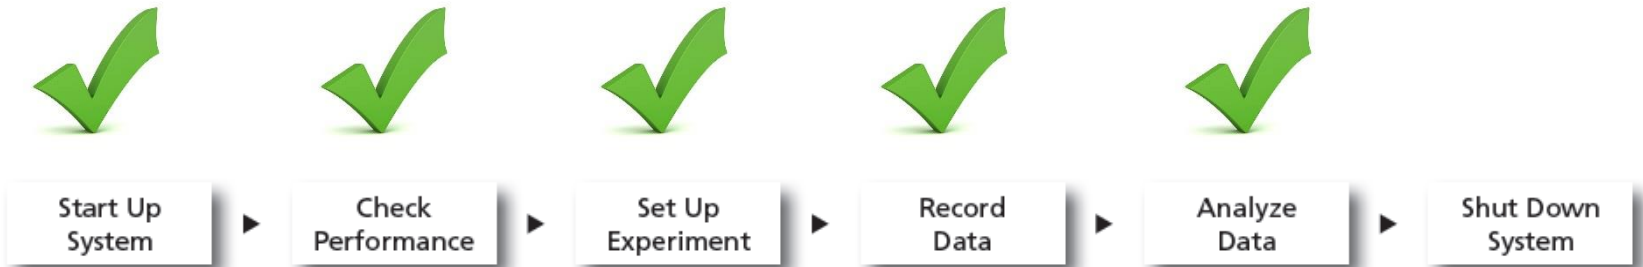 Start Up
System
Check
Performance
Set Up
Experiment
Record
Data
Analyze
Data
Shut Down
System